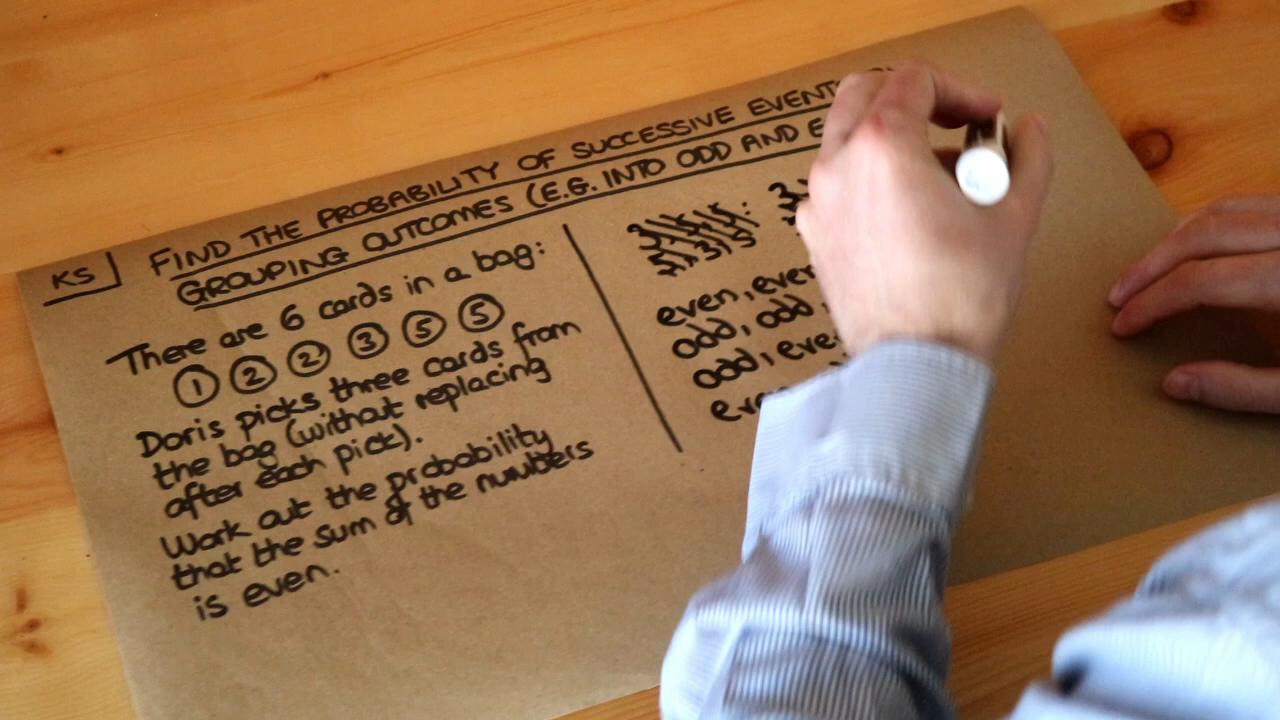 KS
FIND THE PROBABILITY OF SUCCESSIVE EVENTS
GROUPING OUTCOMES (E.G. INTO ODD AND
There are 6 cards in a bag:
1 2 2 3 5 5
Doris picks three cards from
the bag (without replacing
after each pick).
Work out the probability
that the sum of the numbers
is even.
even, even
odd, odd,
odd, even